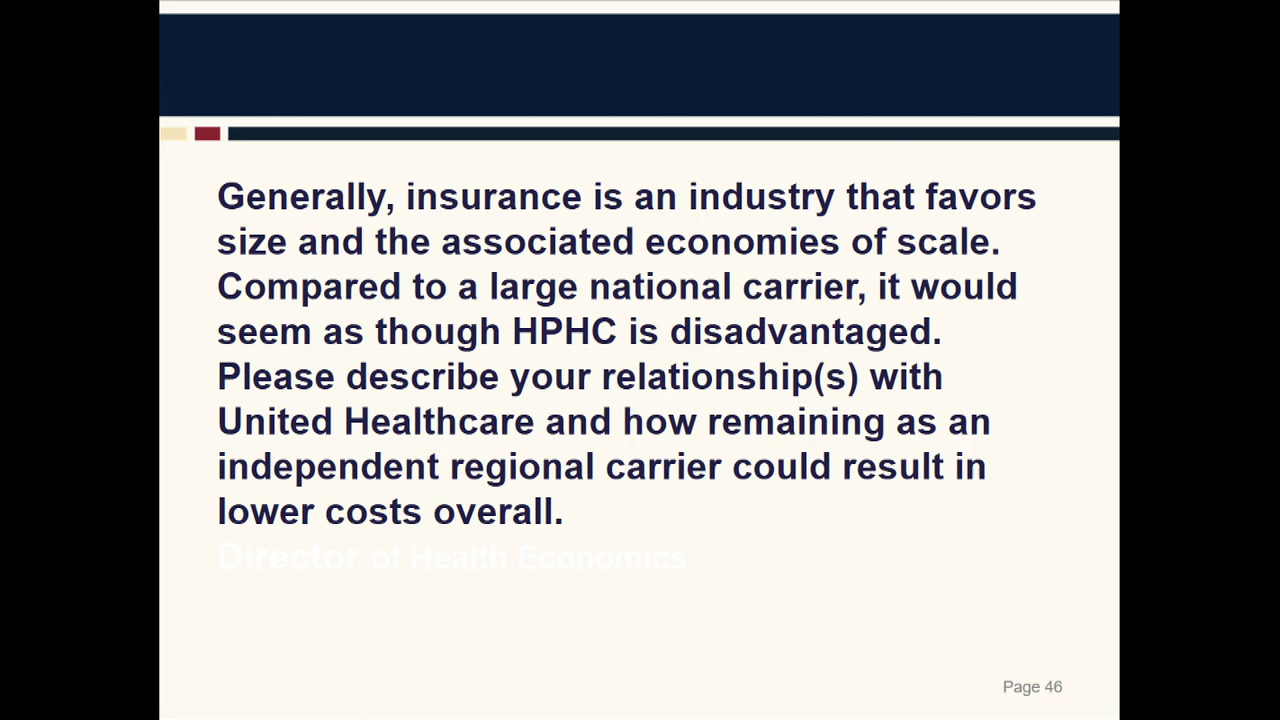 Generally, insurance is an industry that favors
size and the associated economies of scale.
Compared to a large national carrier, it would
seem as though HPHC is disadvantaged.
Please describe your relationship(s) with
United Healthcare and how remaining as an
independent regional carrier could result in
lower costs overall.
Director of Health Economics
Page 46